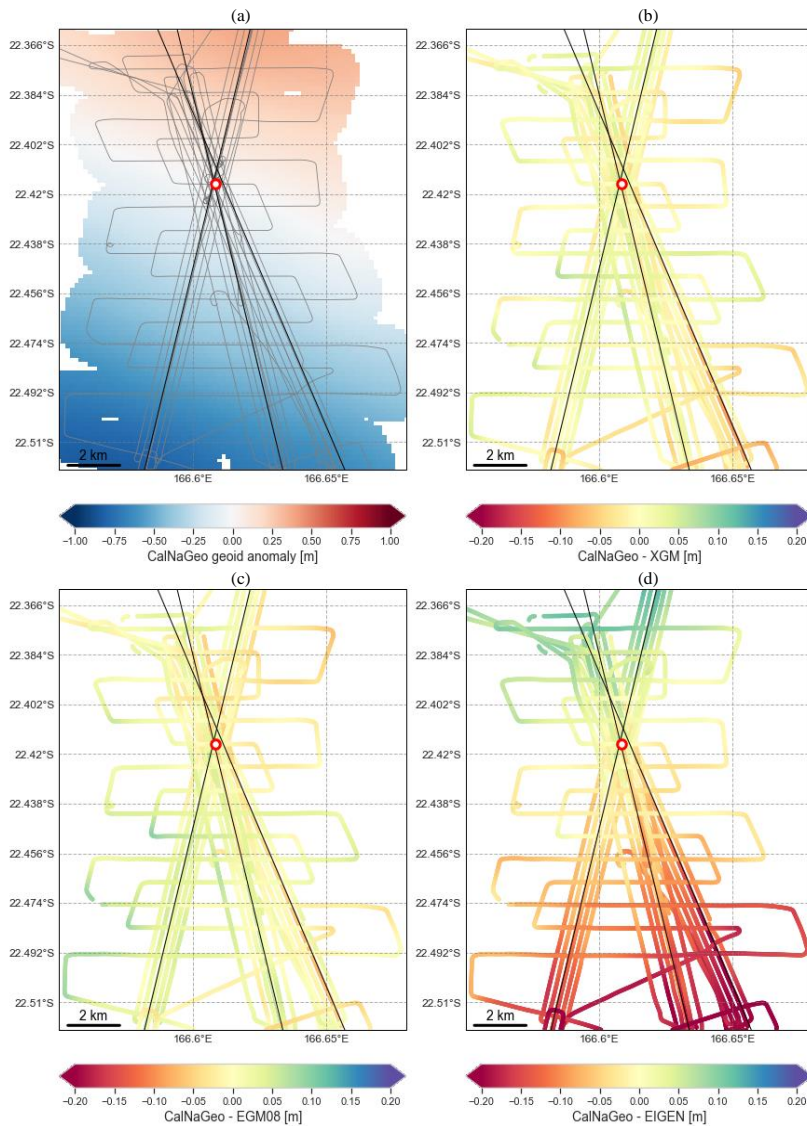 (a)
(b)
22.366°S
22.384°S
22.402°S
22.42°S
22.438°S
22.456°S
22.474°S
22.492°S
22.51°S
2 km
166.6°E
166.65°E
22.366°S
22.384°S
22.402°S
22.42°S
22.438°S
22.456°S
22.474°S
22.492°S
22.51°S
2 km
166.6°E
166.65°E
−1.00 −0.75 −0.50 −0.25 0.00 0.25 0.50 0.75 1.00
CalNaGeo geoid anomaly [m]
−0.20 −0.15 −0.10 −0.05 0.00 0.05 0.10 0.15 0.20
CalNaGeo - XGM [m]
(c)
(d)
22.366°S
22.384°S
22.402°S
22.42°S
22.438°S
22.456°S
22.474°S
22.492°S
22.51°S
2 km
166.6°E
166.65°E
22.366°S
22.384°S
22.402°S
22.42°S
22.438°S
22.456°S
22.474°S
22.492°S
22.51°S
2 km
166.6°E
166.65°E
−0.20 −0.15 −0.10 −0.05 0.00 0.05 0.10 0.15 0.20
CalNaGeo - EGM08 [m]
−0.20 −0.15 −0.10 −0.05 0.00 0.05 0.10 0.15 0.20
CalNaGeo - EIGEN [m]